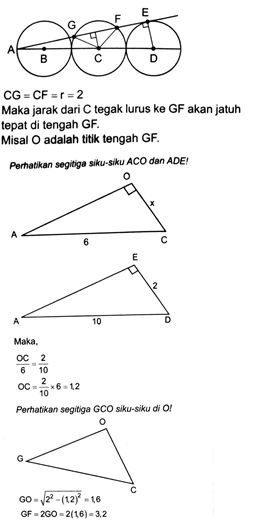 G F E
A B C D
CG = CF = r = 2
Maka jarak dari C tegak lurus ke GF akan jatuh
tepat di tengah GF.
Misal O adalah titik tengah GF.
Perhatikan segitiga siku-siku ACO dan ADE!
O
x
A 6 C
E
2
A 10 D
Maka,
OC/6 = 2/10
OC = 2/10 × 6 = 1,2
Perhatikan segitiga GCO siku-siku di O!
O
G
C
GO = √2² − (1,2)² = 1,6
GF = 2GO = 2(1,6) = 3,2